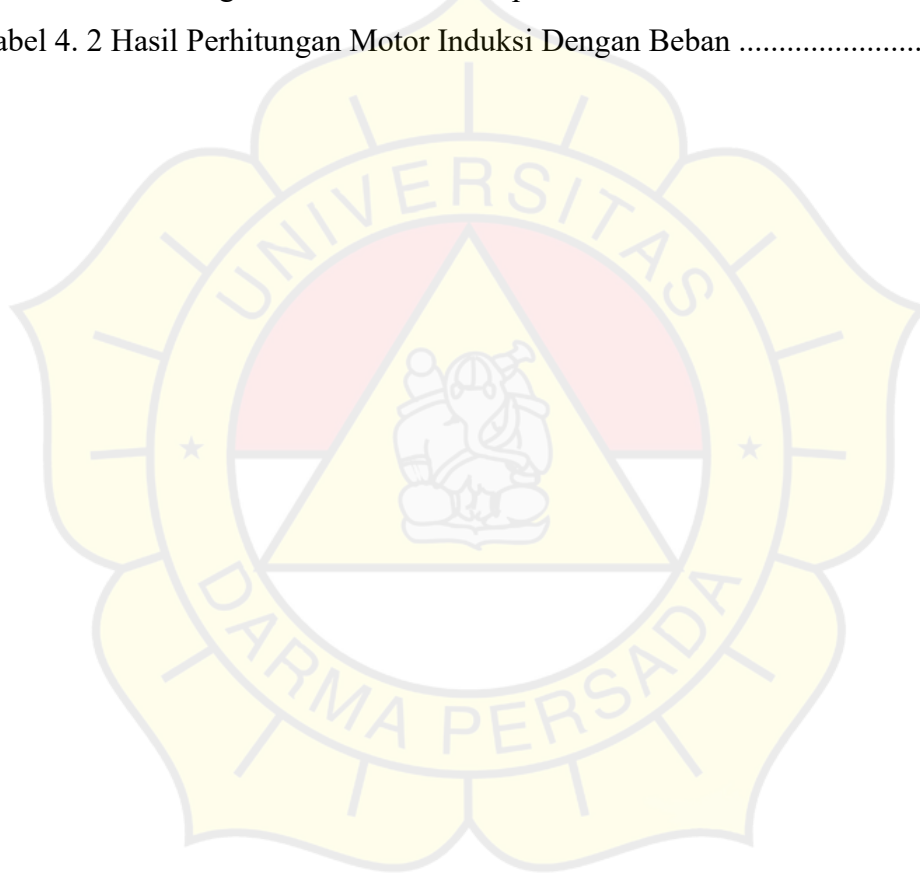 abel 4. 2 Hasil Perhitungan Motor Induksi Dengan Beban .......................
UNIVERSITAS
DARMA PERSADA